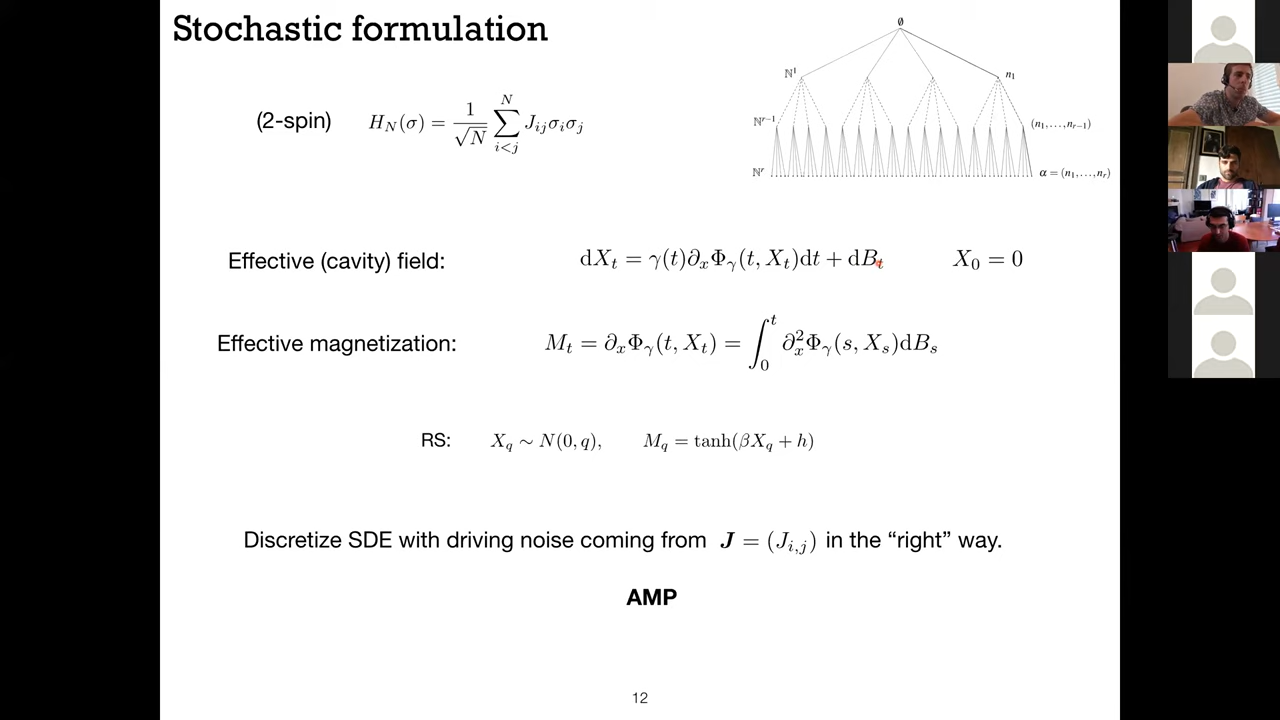 Stochastic formulation
∅
ℕ¹ n₁
(2-spin) H_N(σ) = \frac{1}{\sqrt{N}} \sum_{i<j}^{N} J_{ij}σ_iσ_j
ℕ^{r−1} (n₁,…,n_{r−1})
ℕ^r α = (n₁,…,n_r)
Effective (cavity) field: dX_t = γ(t)∂_xΦ_γ(t, X_t)dt + dB_t X_0 = 0
Effective magnetization: M_t = ∂_xΦ_γ(t, X_t) = \int_0^t ∂_x^2Φ_γ(s, X_s)dB_s
RS: X_q ∼ N(0, q), M_q = tanh(βX_q + h)
Discretize SDE with driving noise coming from J = (J_{i,j}) in the “right” way.
AMP
12